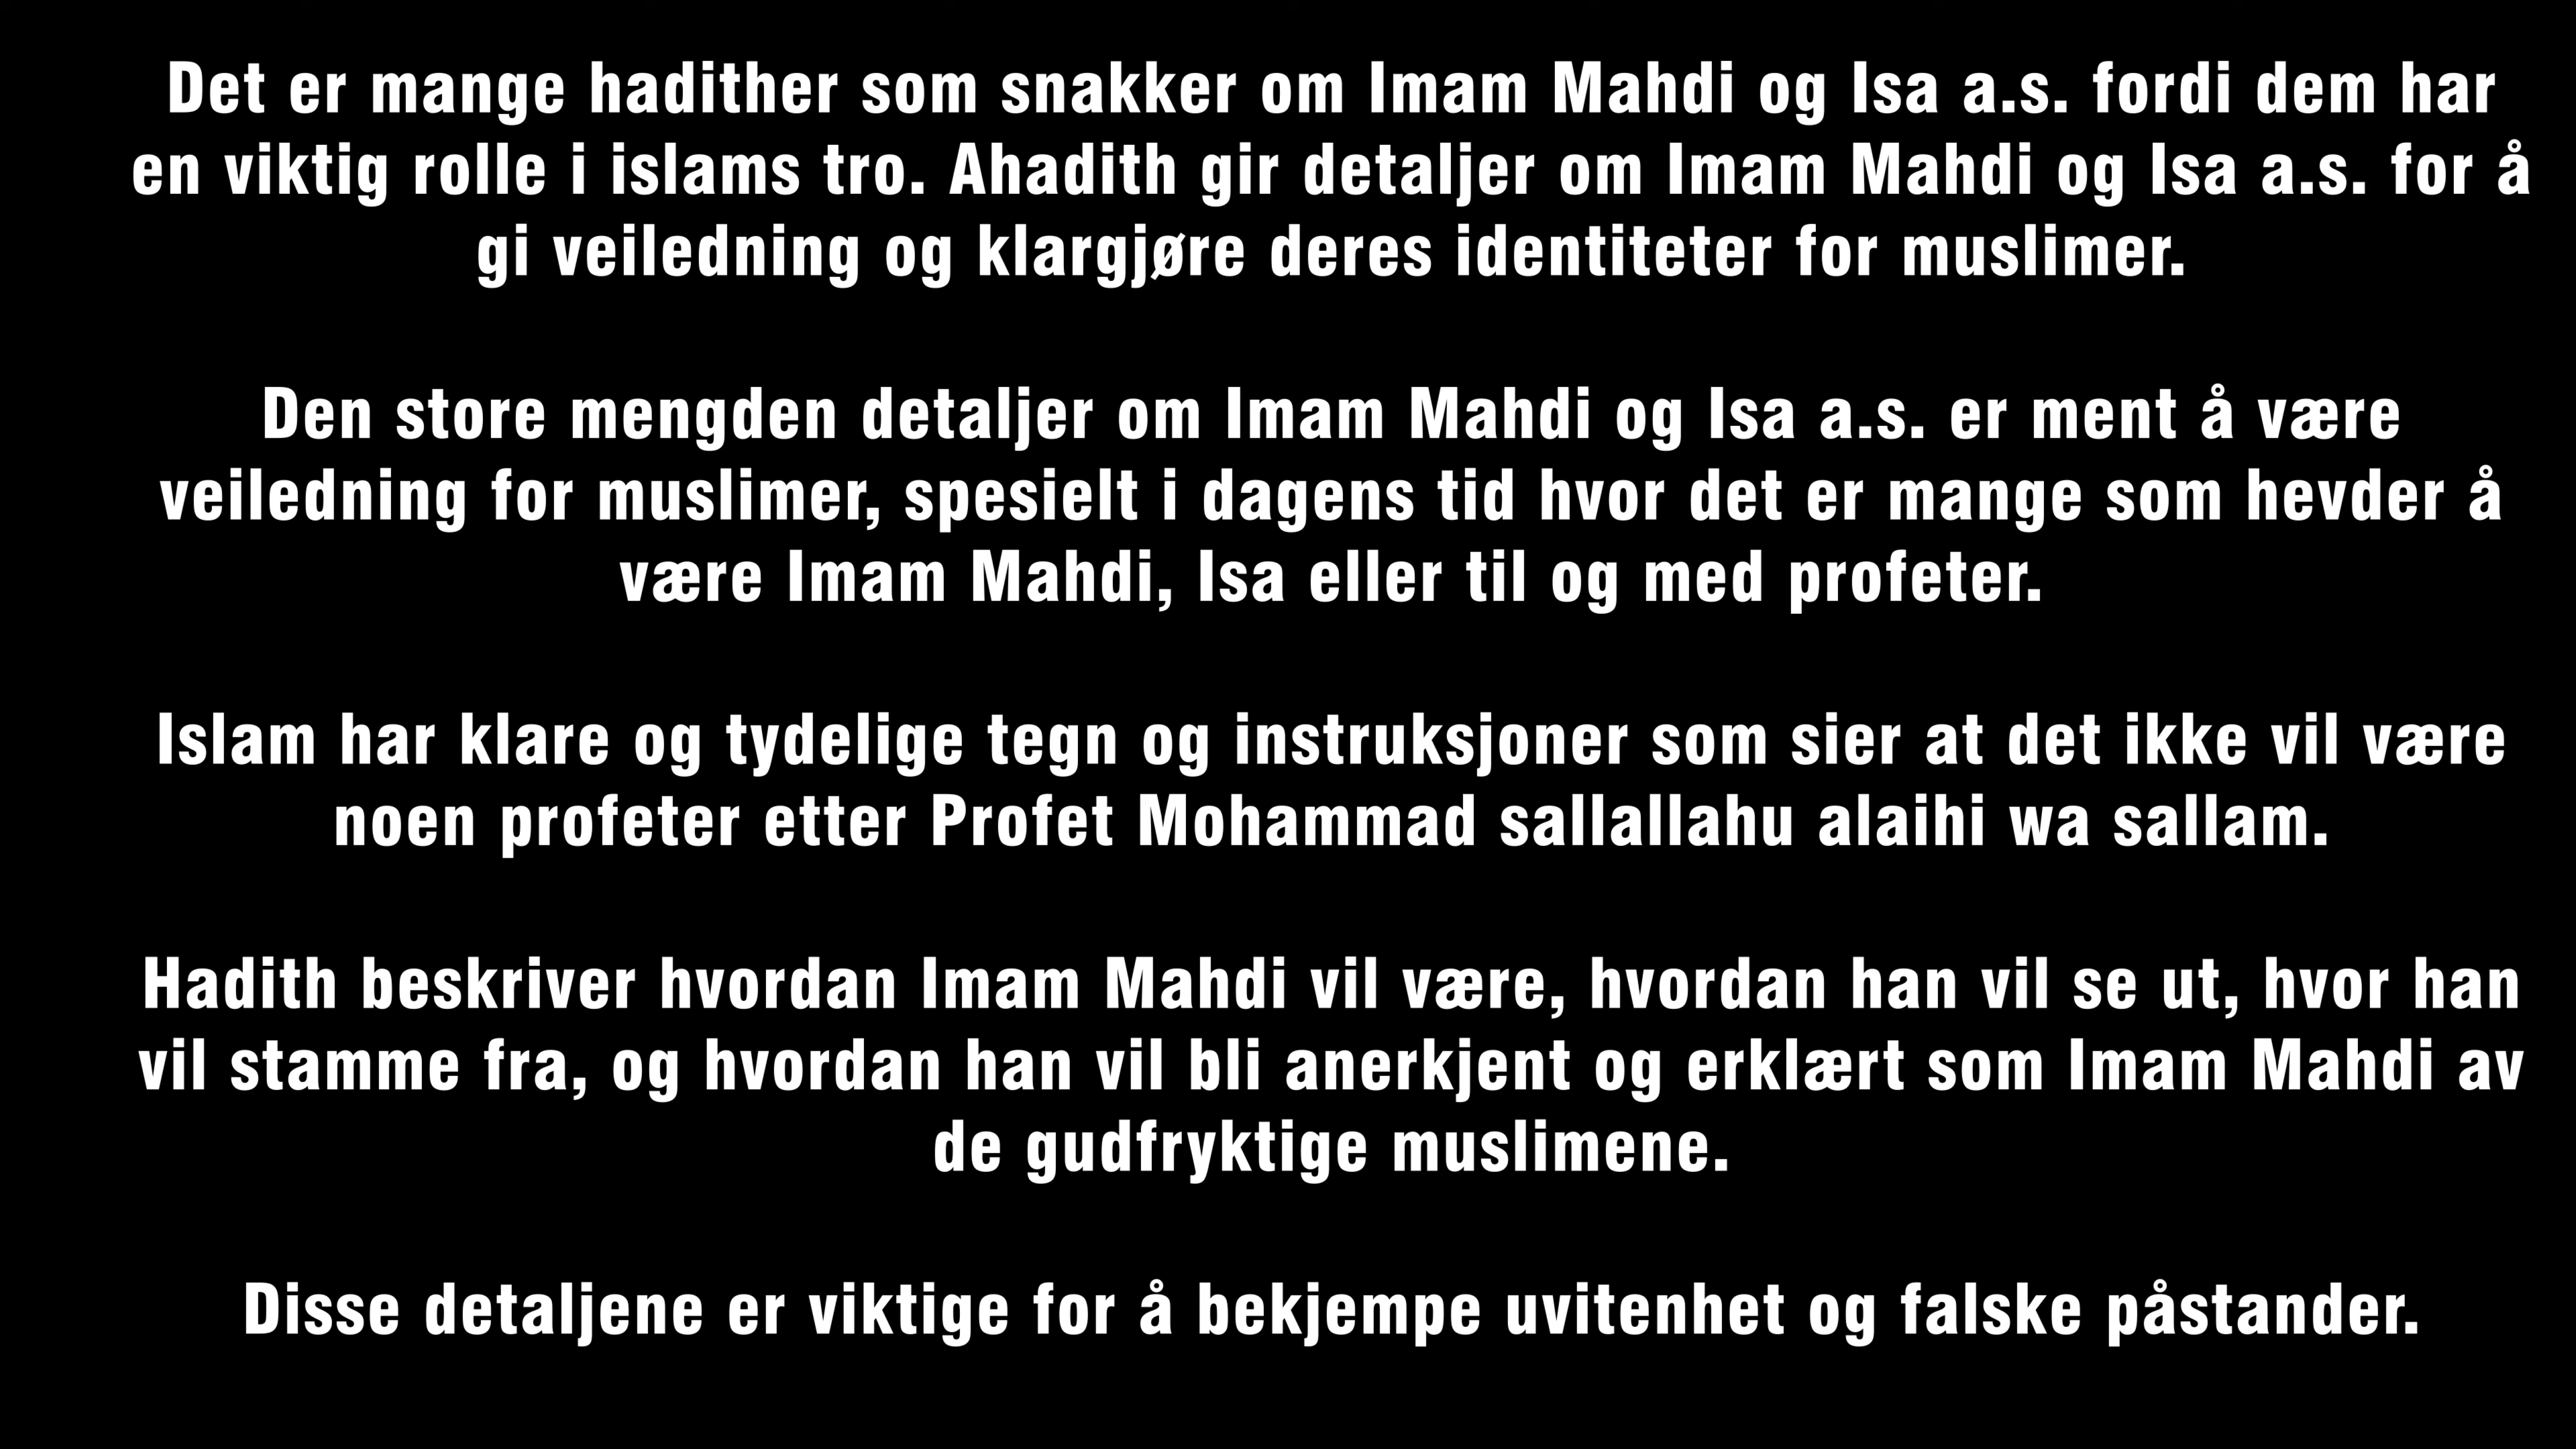 Det er mange hadither som snakker om Imam Mahdi og Isa a.s. fordi dem har
en viktig rolle i islams tro. Ahadith gir detaljer om Imam Mahdi og Isa a.s. for å
gi veiledning og klargjøre deres identiteter for muslimer.
Den store mengden detaljer om Imam Mahdi og Isa a.s. er ment å være
veiledning for muslimer, spesielt i dagens tid hvor det er mange som hevder å
være Imam Mahdi, Isa eller til og med profeter.
Islam har klare og tydelige tegn og instruksjoner som sier at det ikke vil være
noen profeter etter Profet Mohammad sallallahu alaihi wa sallam.
Hadith beskriver hvordan Imam Mahdi vil være, hvordan han vil se ut, hvor han
vil stamme fra, og hvordan han vil bli anerkjent og erklært som Imam Mahdi av
de gudfryktige muslimene.
Disse detaljene er viktige for å bekjempe uvitenhet og falske påstander.